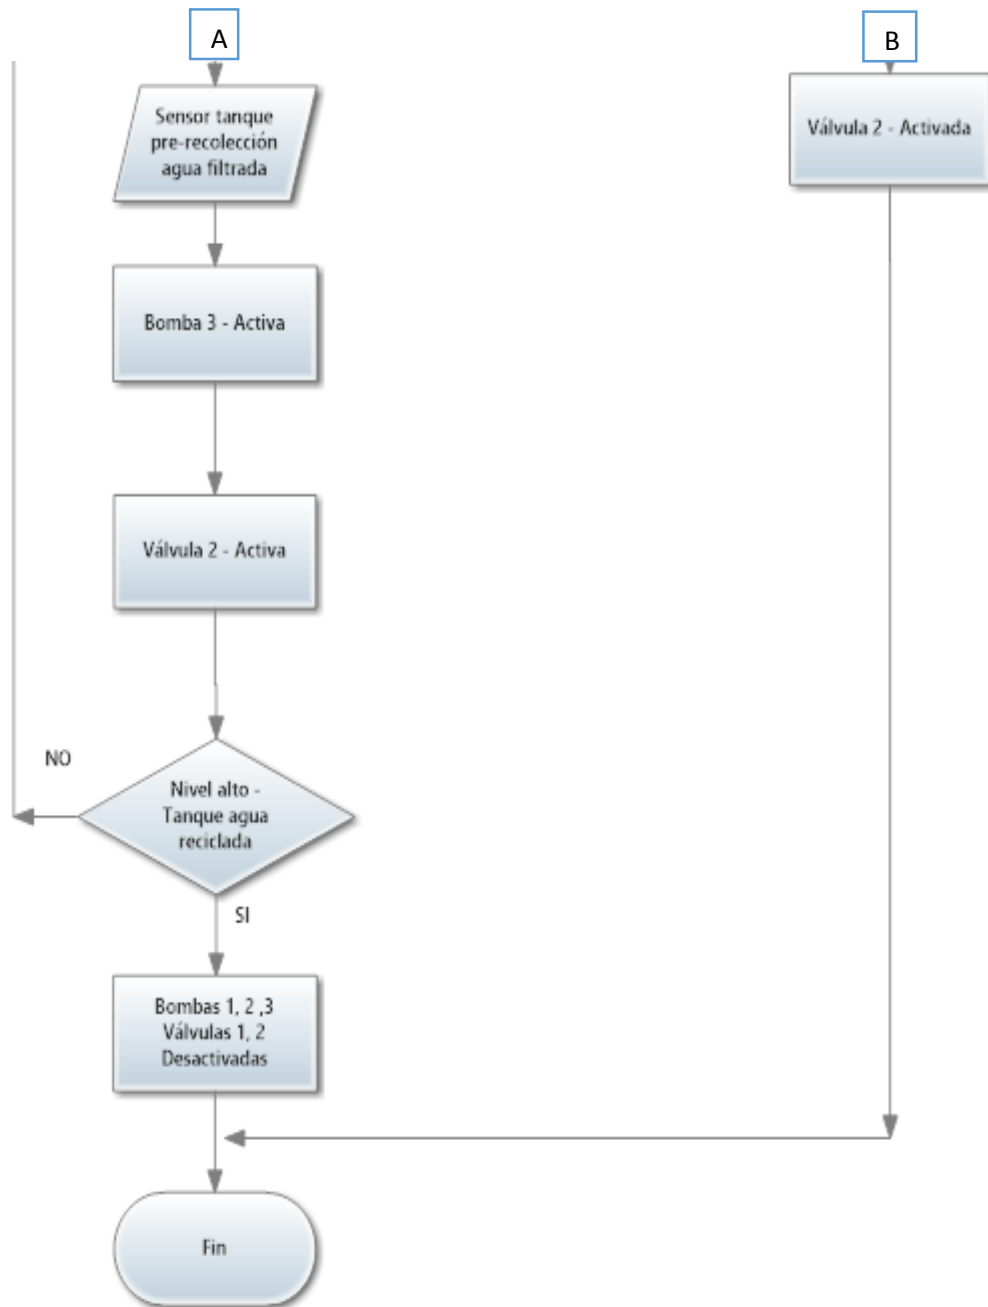 A
B
Sensor tanque
pre-recolección
agua filtrada
Válvula 2 - Activada
Bomba 3 - Activa
Válvula 2 - Activa
NO
Nivel alto -
Tanque agua
reciclada
SI
Bombas 1, 2 ,3
Válvulas 1, 2
Desactivadas
Fin